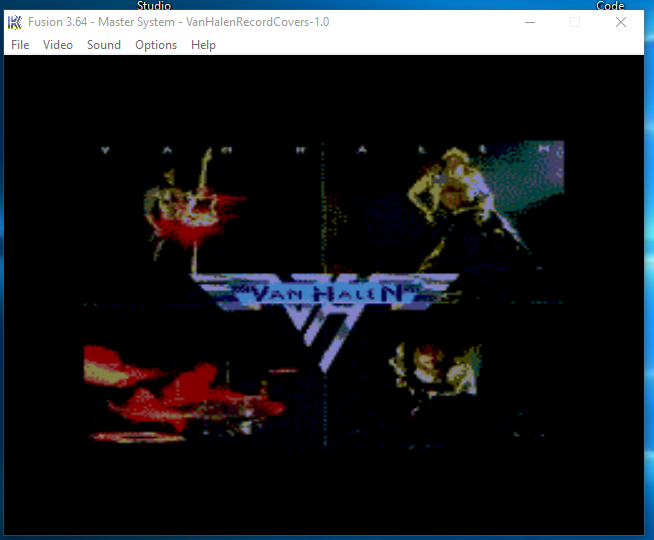 Studio
Code
Fusion 3.64 - Master System - VanHalenRecordCovers-1.0
File Video Sound Options Help
V A N H A L E N
VAN HALEN